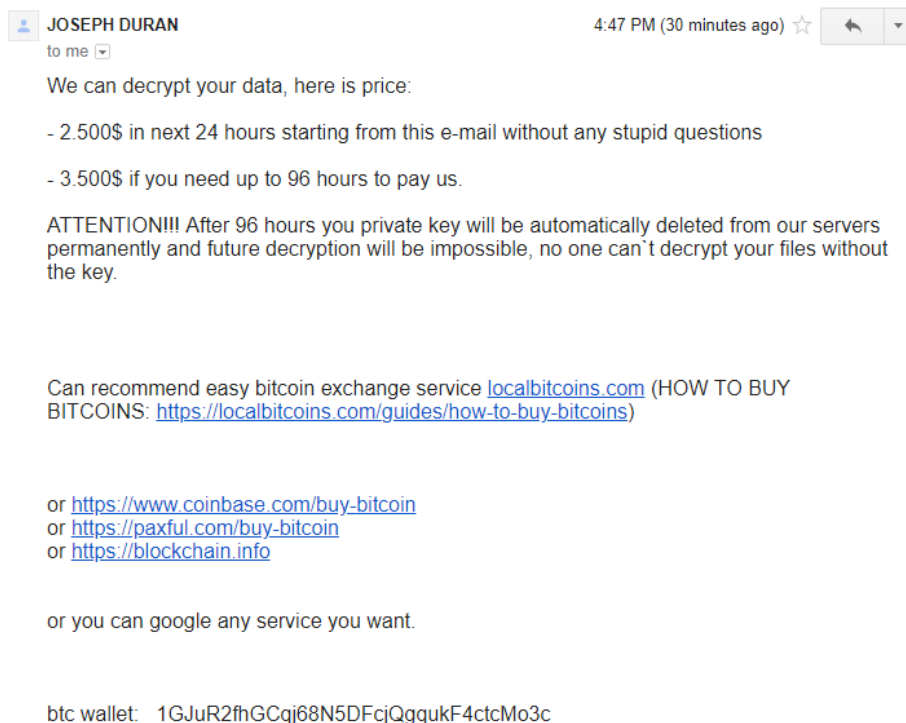 JOSEPH DURAN 4:47 PM (30 minutes ago)
to me
We can decrypt your data, here is price:
- 2.500$ in next 24 hours starting from this e-mail without any stupid questions
- 3.500$ if you need up to 96 hours to pay us.
ATTENTION!!! After 96 hours you private key will be automatically deleted from our servers
permanently and future decryption will be impossible, no one can`t decrypt your files without
the key.
Can recommend easy bitcoin exchange service localbitcoins.com (HOW TO BUY
BITCOINS: https://localbitcoins.com/guides/how-to-buy-bitcoins)
or https://www.coinbase.com/buy-bitcoin
or https://paxful.com/buy-bitcoin
or https://blockchain.info
or you can google any service you want.
btc wallet: 1GJuR2fhGCqj68N5DFcjQgqukF4ctcMo3c